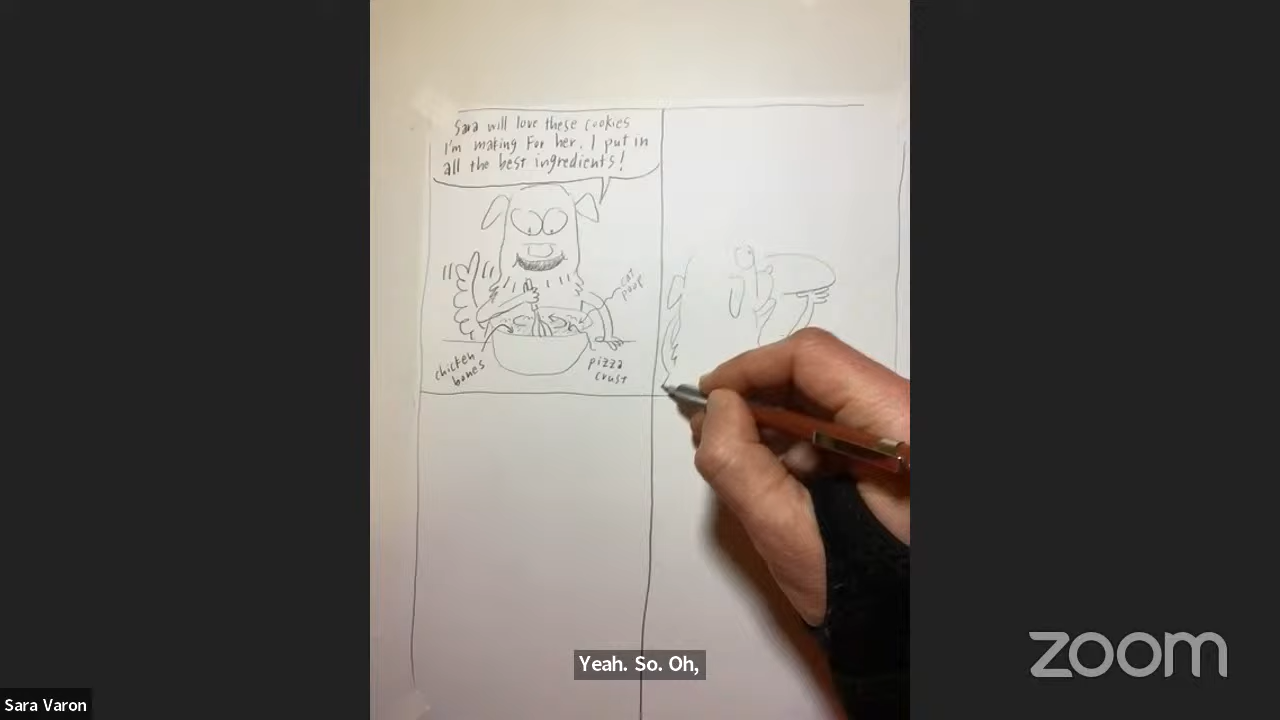 Sara will love these cookies
I'm making For her. I put in
all the best ingredients!
cat
poop
chicken
bones
pizza
crust
Yeah. So. Oh,
Sara Varon
zoom